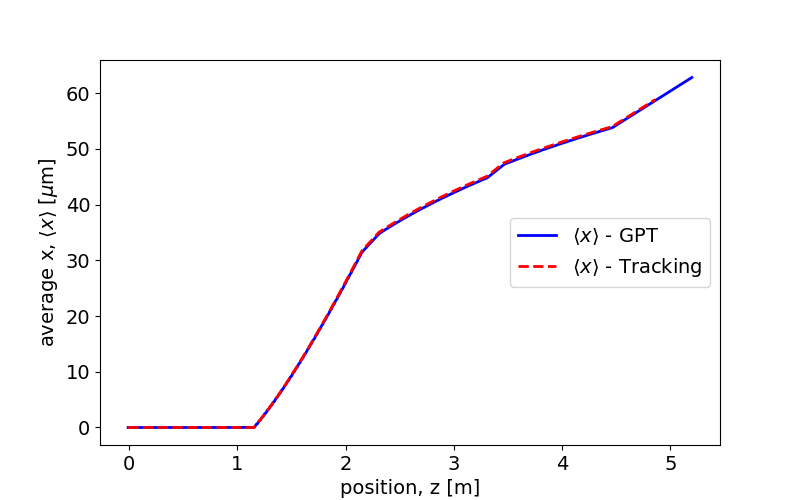 average x, ⟨x⟩ [μm]
60
50
40
30
20
10
0
⟨x⟩ - GPT
⟨x⟩ - Tracking
0 1 2 3 4 5
position, z [m]